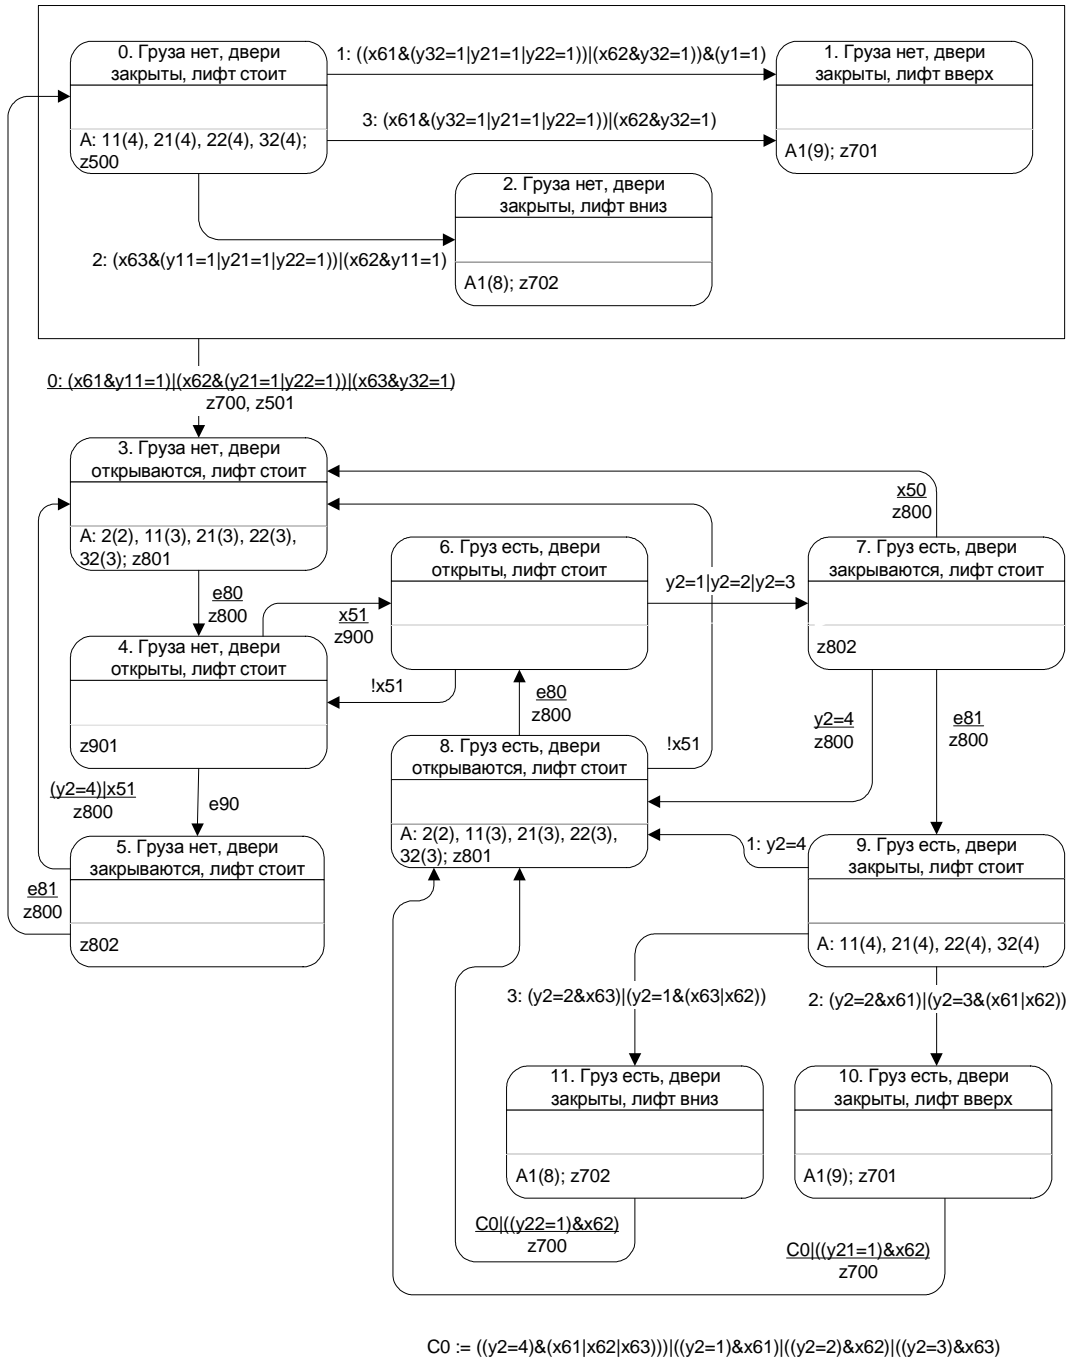 0. Груза нет, двери
закрыты, лифт стоит
A: 11(4), 21(4), 22(4), 32(4);
z500
1: ((x61&(y32=1|y21=1|y22=1))|(x62&y32=1))&(y1=1)
3: (x61&(y32=1|y21=1|y22=1))|(x62&y32=1)
1. Груза нет, двери
закрыты, лифт вверх
A1(9); z701
2. Груза нет, двери
закрыты, лифт вниз
A1(8); z702
2: (x63&(y11=1|y21=1|y22=1))|(x62&y11=1)
0: (x61&y11=1)|(x62&(y21=1|y22=1))|(x63&y32=1)
z700, z501
3. Груза нет, двери
открываются, лифт стоит
A: 2(2), 11(3), 21(3), 22(3),
32(3); z801
x50
z800
6. Груз есть, двери
открыты, лифт стоит
y2=1|y2=2|y2=3
7. Груз есть, двери
закрываются, лифт стоит
z802
e80
z800
x51
z900
4. Груза нет, двери
открыты, лифт стоит
z901
!x51
e80
z800
!x51
y2=4
z800
e81
z800
8. Груз есть, двери
открываются, лифт стоит
A: 2(2), 11(3), 21(3), 22(3),
32(3); z801
(y2=4)|x51
z800
e90
1: y2=4
5. Груза нет, двери
закрываются, лифт стоит
z802
e81
z800
9. Груз есть, двери
закрыты, лифт стоит
A: 11(4), 21(4), 22(4), 32(4)
3: (y2=2&x63)|(y2=1&(x63|x62))
2: (y2=2&x61)|(y2=3&(x61|x62))
11. Груз есть, двери
закрыты, лифт вниз
A1(8); z702
10. Груз есть, двери
закрыты, лифт вверх
A1(9); z701
C0|((y22=1)&x62)
z700
C0|((y21=1)&x62)
z700
C0 := ((y2=4)&(x61|x62|x63)))|((y2=1)&x61)|((y2=2)&x62)|((y2=3)&x63)